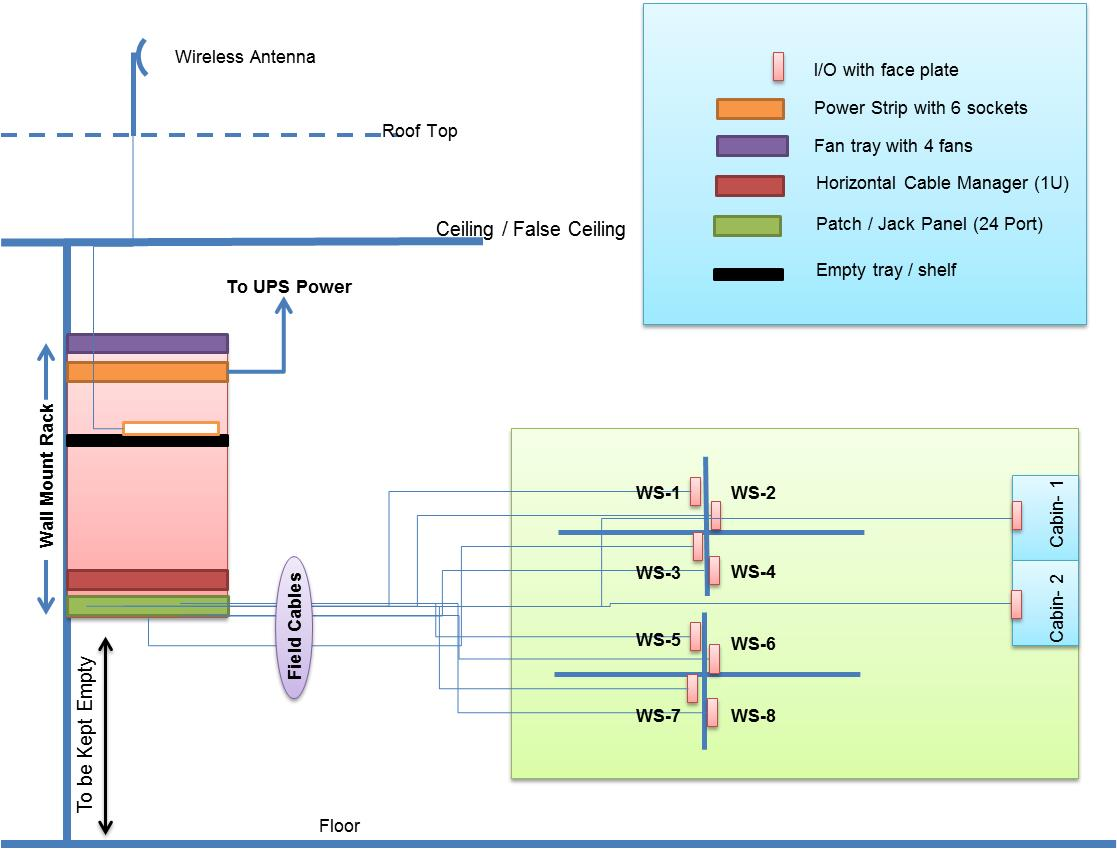 Wireless Antenna
Roof Top
Ceiling / False Ceiling
I/O with face plate
Power Strip with 6 sockets
Fan tray with 4 fans
Horizontal Cable Manager (1U)
Patch / Jack Panel (24 Port)
Empty tray / shelf
To UPS Power
Wall Mount Rack
Field Cables
To be Kept Empty
WS-1
WS-2
WS-3
WS-4
WS-5
WS-6
WS-7
WS-8
Cabin- 1
Cabin- 2
Floor